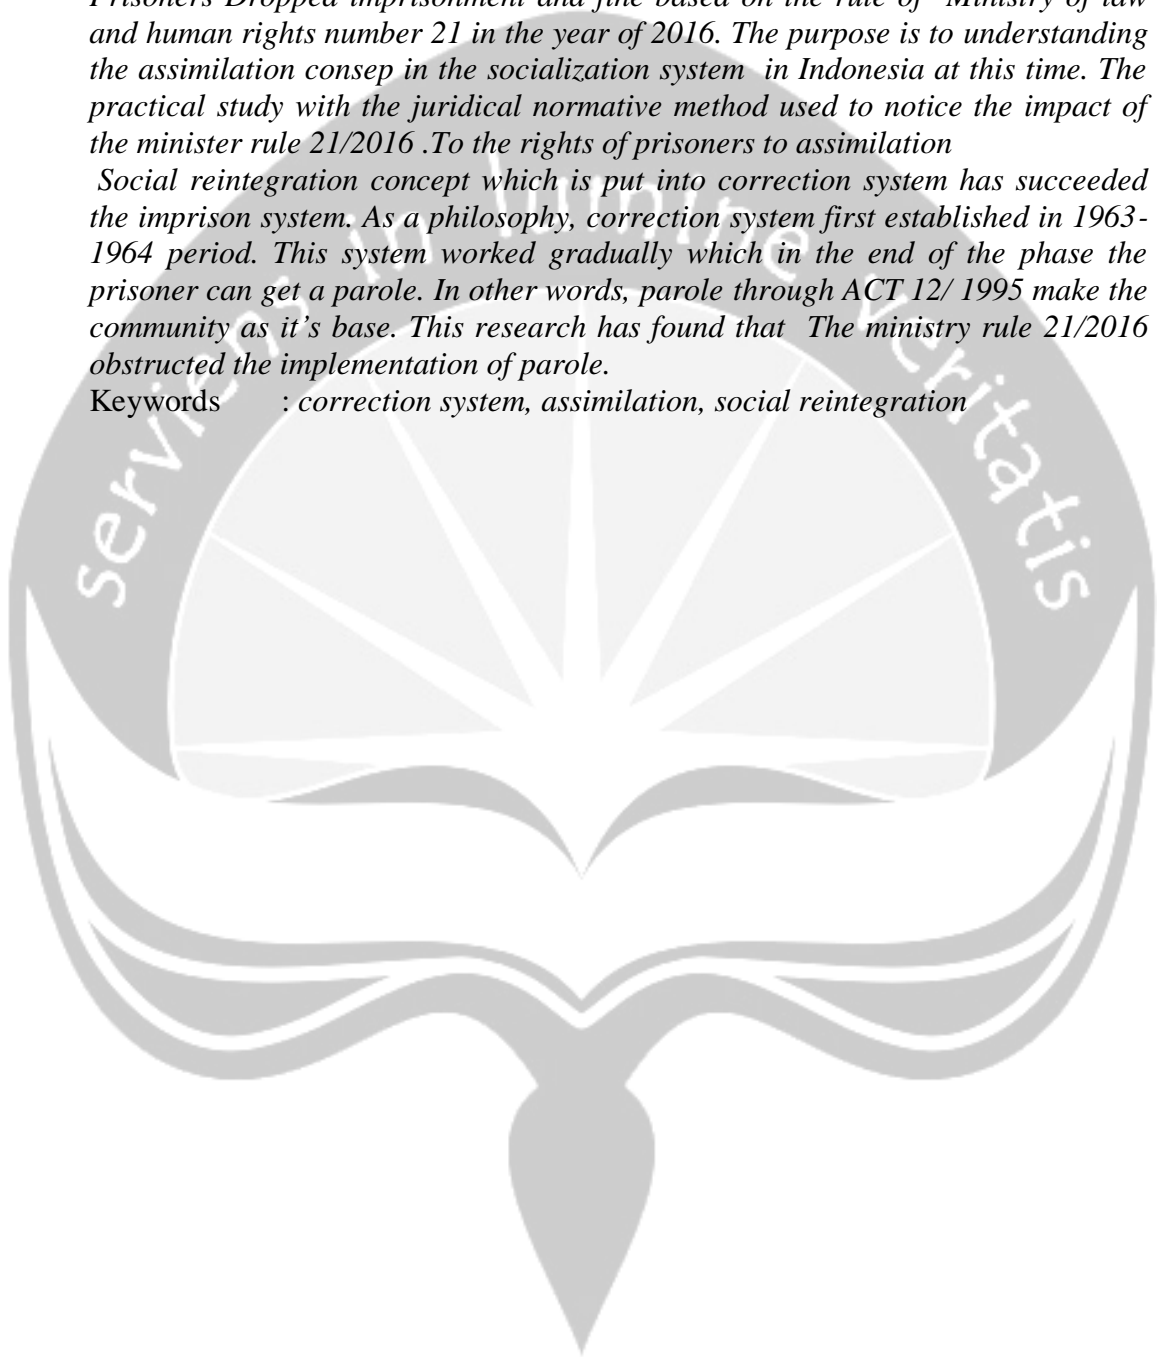 Prisoners Dropped imprisonment and fine based on the rule of "Ministry of law
and human rights number 21 in the year of 2016. The purpose is to understanding
the assimilation consep in the socialization system in Indonesia at this time. The
practical study with the juridical normative method used to notice the impact of
the minister rule 21/2016 .To the rights of prisoners to assimilation
Social reintegration concept which is put into correction system has succeeded
the imprison system. As a philosophy, correction system first established in 1963-
1964 period. This system worked gradually which in the end of the phase the
prisoner can get a parole. In other words, parole through ACT 12/ 1995 make the
community as it's base. This research has found that The ministry rule 21/2016
obstructed the implementation of parole.
Keywords : correction system, assimilation, social reintegration
serviens in lumine veritatis